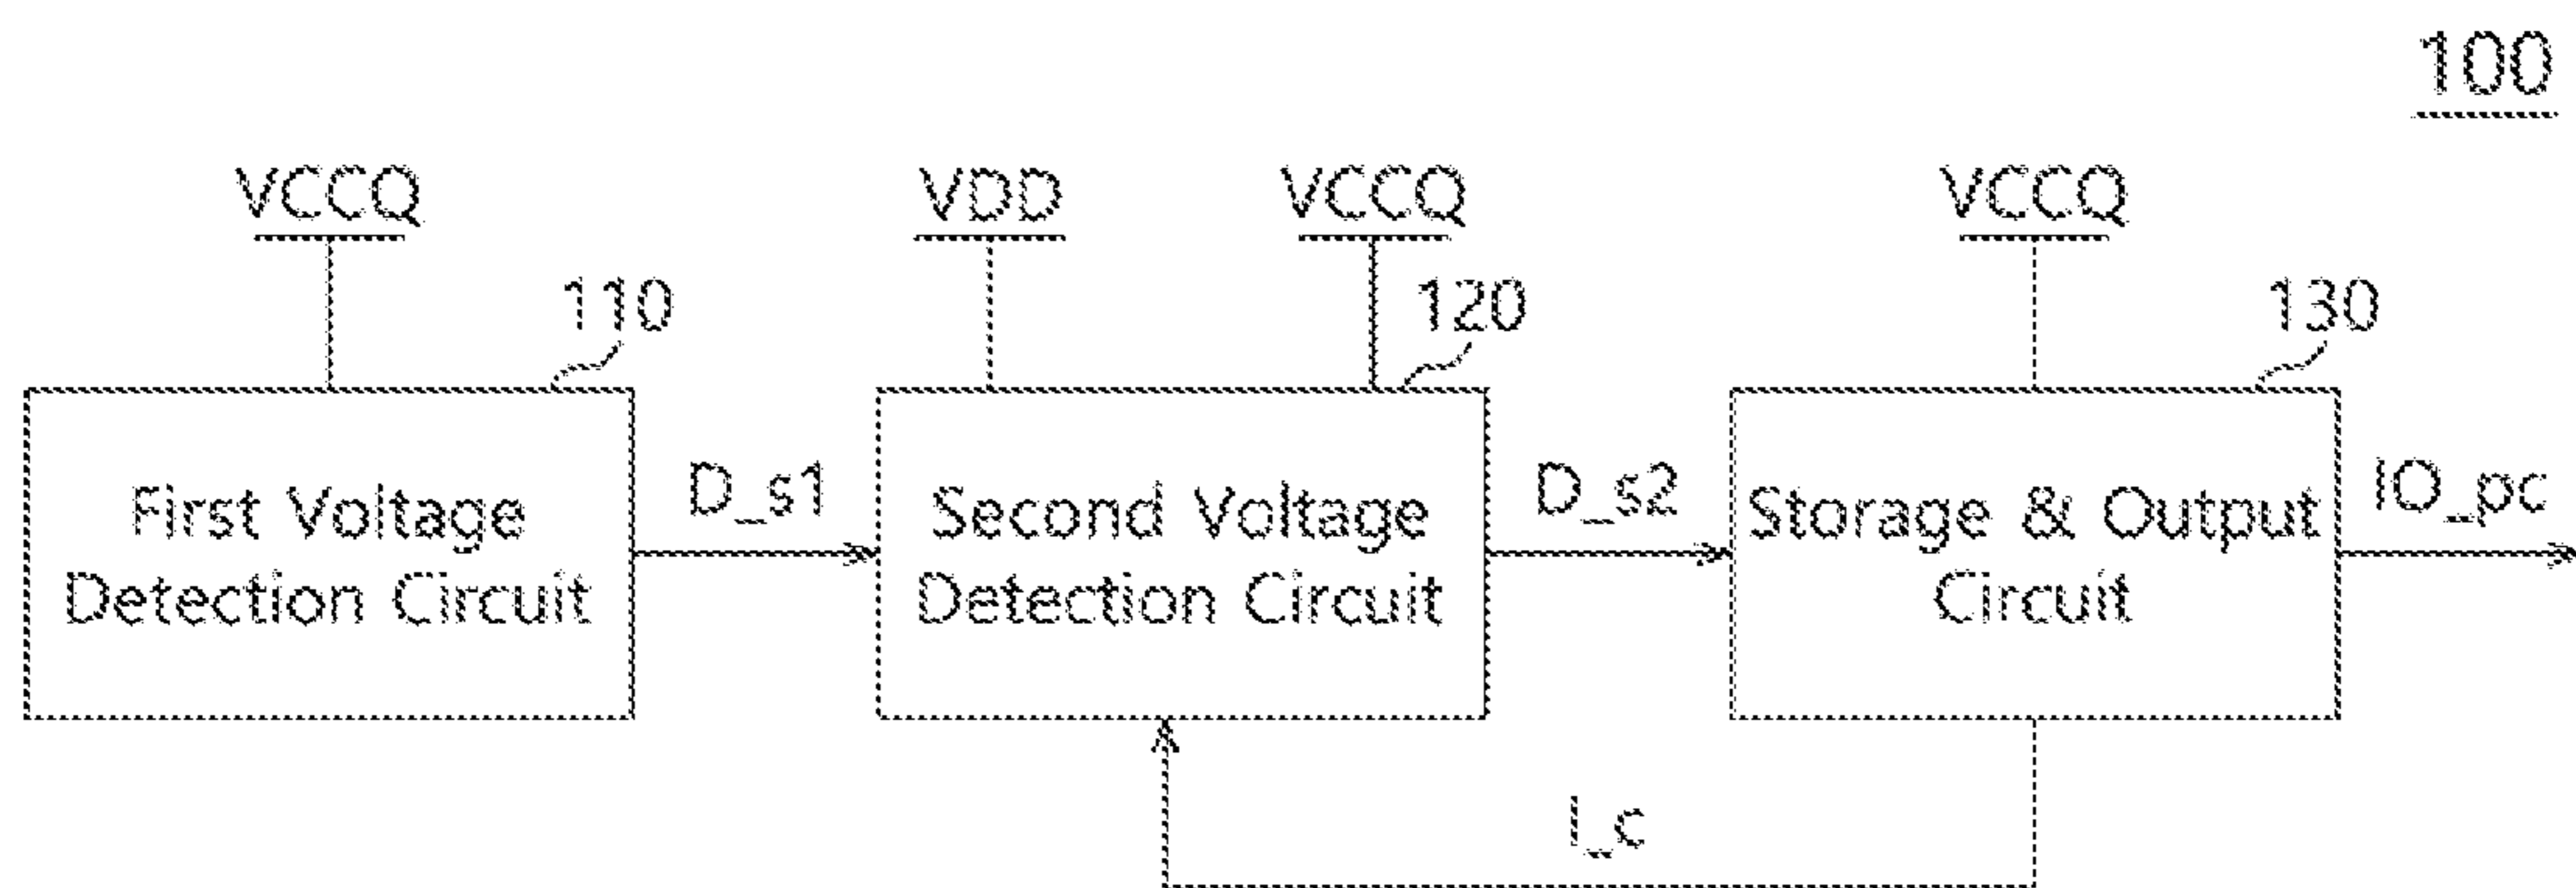 100
VCCQ
VDD
VCCQ
VCCQ
110
120
130
First Voltage
Detection Circuit
D_s1
Second Voltage
Detection Circuit
D_s2
Storage & Output
Circuit
IO_pc
I_c